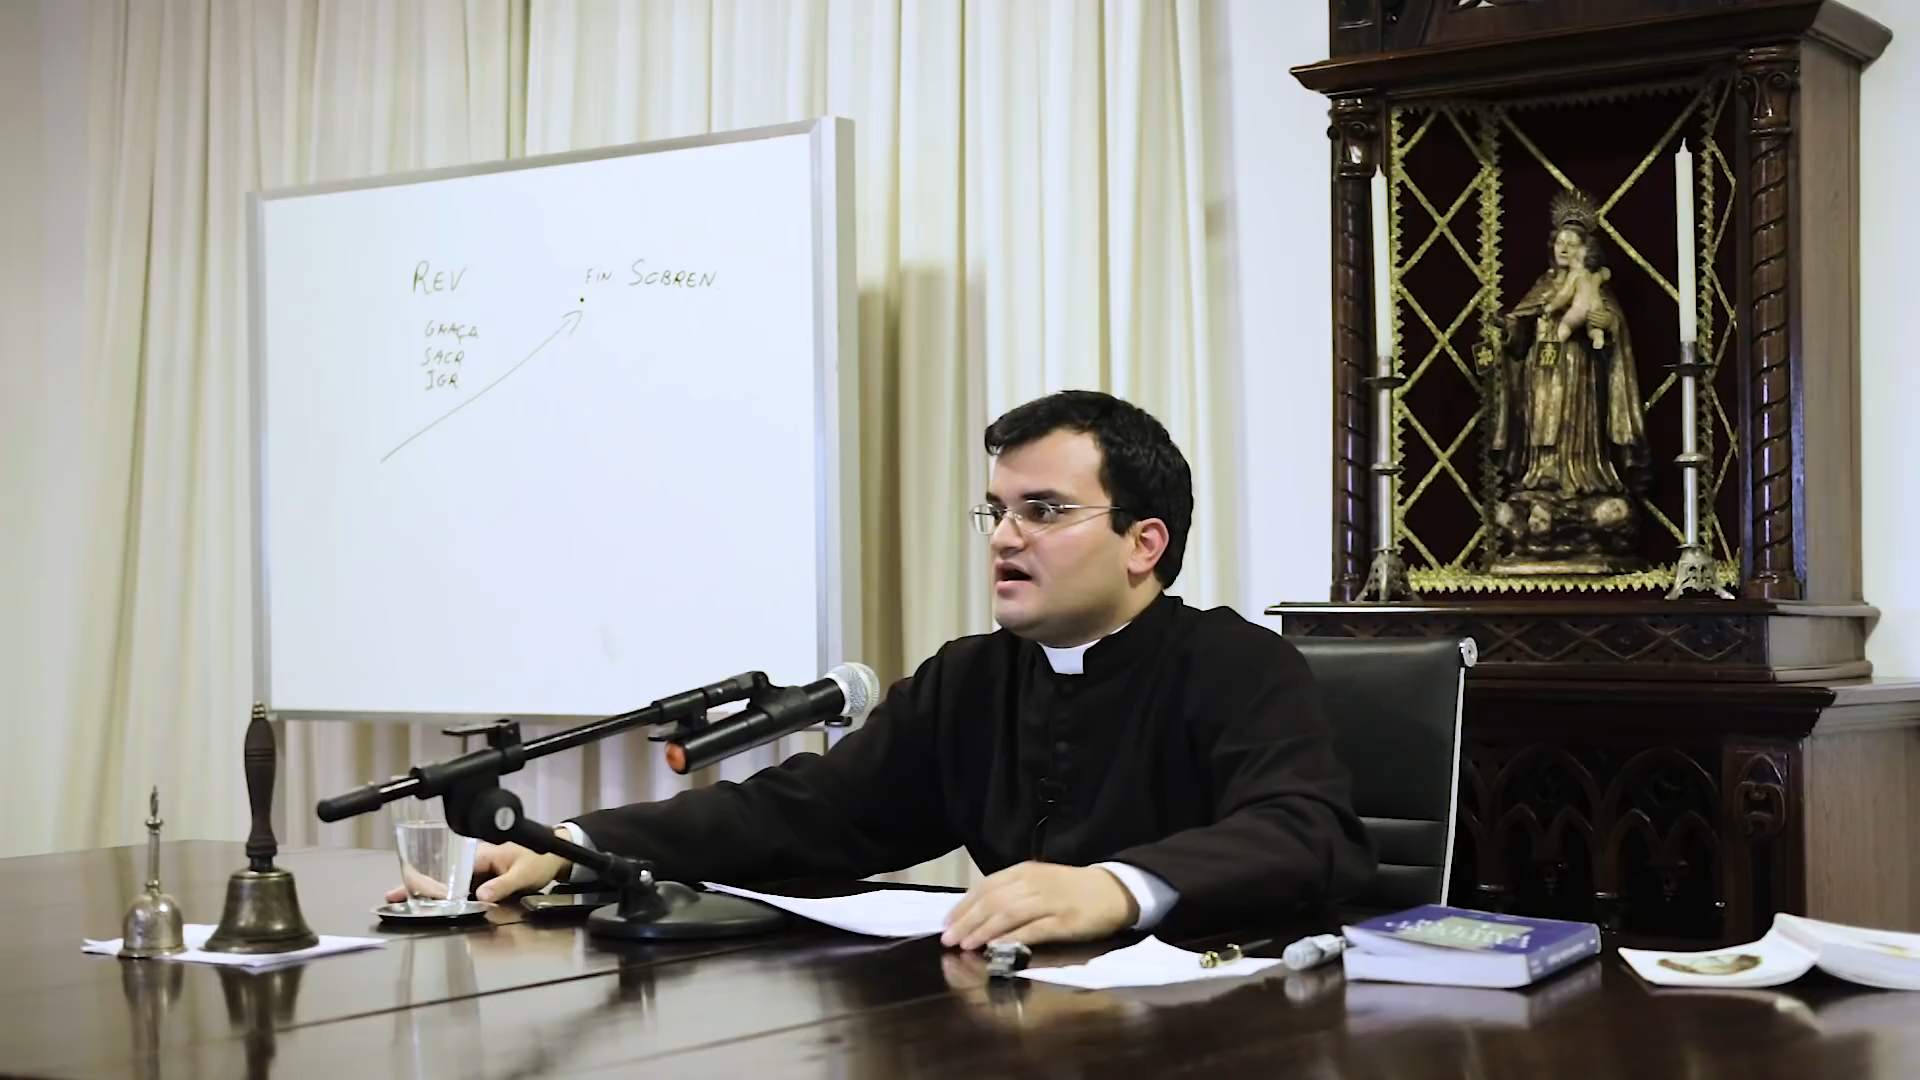 REV
FIN. SOBREN.
GRAÇA
SACR
IGR